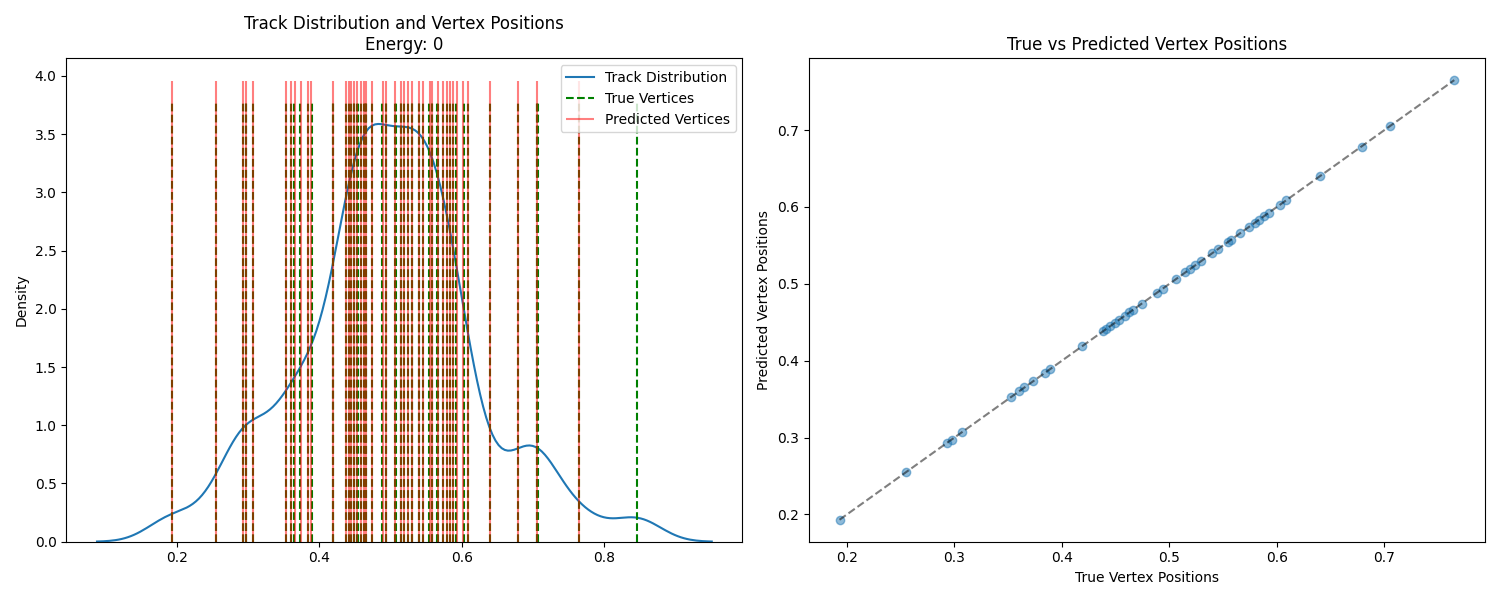 Track Distribution and Vertex Positions
Energy: 0
Density
4.0
3.5
3.0
2.5
2.0
1.5
1.0
0.5
0.0
0.2
0.4
0.6
0.8
Track Distribution
True Vertices
Predicted Vertices
True vs Predicted Vertex Positions
Predicted Vertex Positions
0.7
0.6
0.5
0.4
0.3
0.2
0.2
0.3
0.4
0.5
0.6
0.7
True Vertex Positions